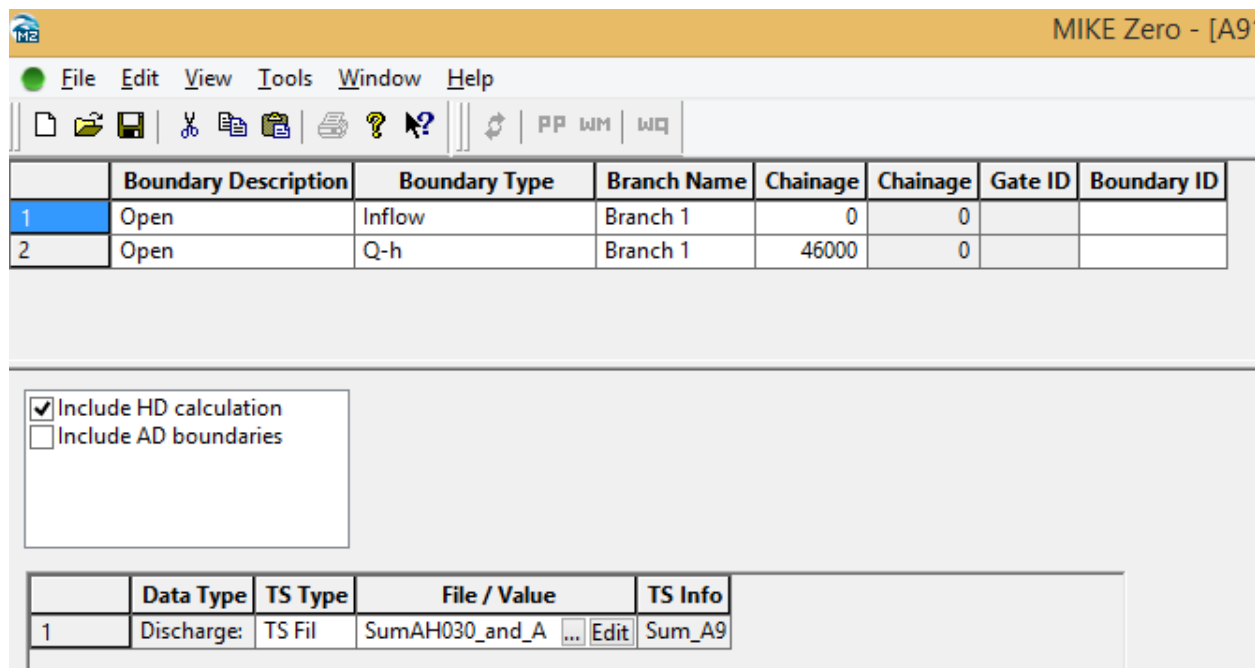 MIKE Zero - [A9
File Edit View Tools Window Help
PP WM WQ
Boundary Description Boundary Type Branch Name Chainage Chainage Gate ID Boundary ID
1 Open Inflow Branch 1 0 0
2 Open Q-h Branch 1 46000 0
Include HD calculation
Include AD boundaries
Data Type TS Type File / Value TS Info
1 Discharge: TS Fil SumAH030_and_A ... Edit Sum_A9